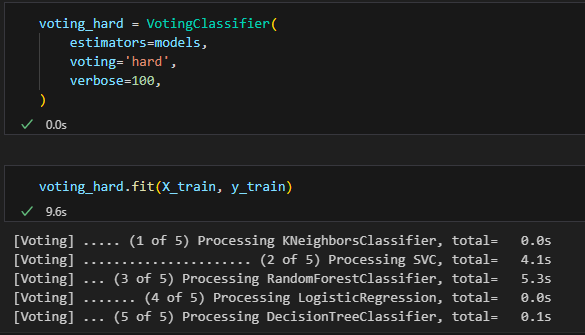 voting_hard = VotingClassifier(
    estimators=models,
    voting='hard',
    verbose=100,
)
✓ 0.0s
voting_hard.fit(X_train, y_train)
✓ 9.6s
[Voting] ..... (1 of 5) Processing KNeighborsClassifier, total=   0.0s
[Voting] ...................... (2 of 5) Processing SVC, total=   4.1s
[Voting] ... (3 of 5) Processing RandomForestClassifier, total=   5.3s
[Voting] ....... (4 of 5) Processing LogisticRegression, total=   0.0s
[Voting] ... (5 of 5) Processing DecisionTreeClassifier, total=   0.1s